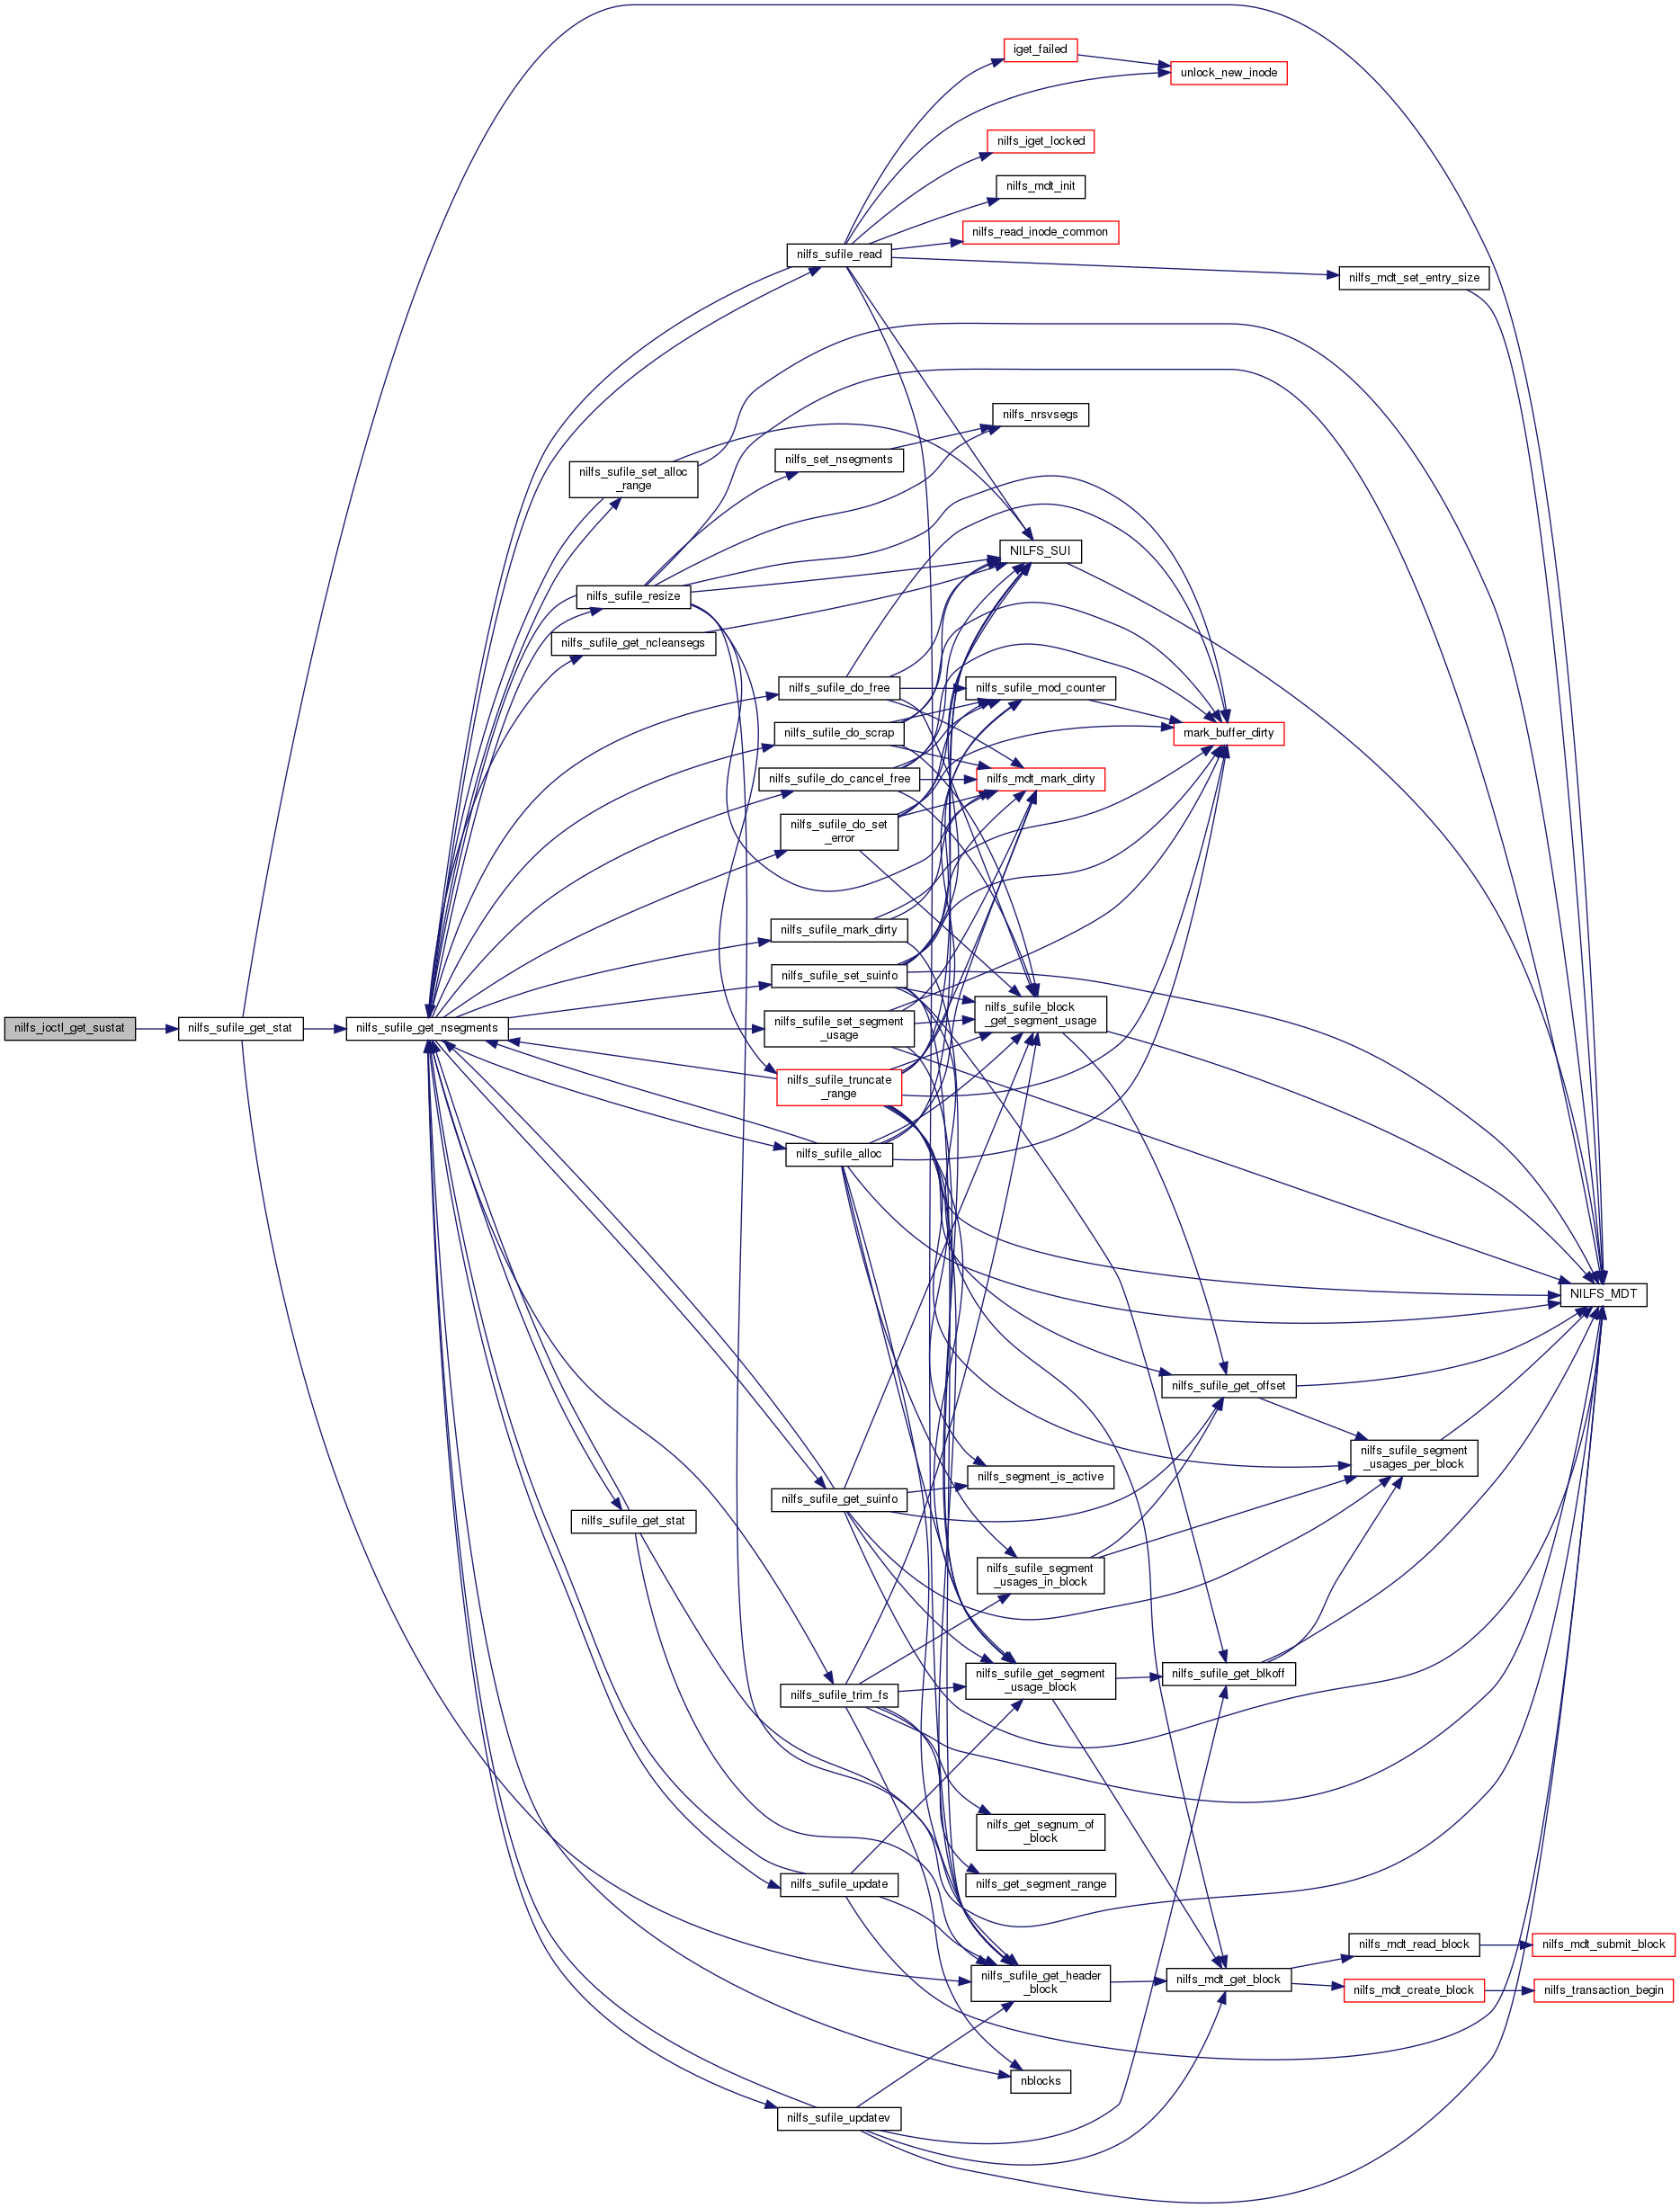 iget_failed
unlock_new_inode
nilfs_iget_locked
nilfs_mdt_init
nilfs_read_inode_common
nilfs_sufile_read
nilfs_mdt_set_entry_size
nilfs_nrsvsegs
nilfs_set_nsegments
nilfs_sufile_set_alloc
_range
NILFS_SUI
nilfs_sufile_resize
nilfs_sufile_get_ncleansegs
nilfs_sufile_do_free
nilfs_sufile_mod_counter
nilfs_sufile_do_scrap
mark_buffer_dirty
nilfs_sufile_do_cancel_free
nilfs_mdt_mark_dirty
nilfs_sufile_do_set
_error
nilfs_sufile_mark_dirty
nilfs_sufile_set_suinfo
nilfs_sufile_block
_get_segment_usage
nilfs_ioctl_get_sustat
nilfs_sufile_get_stat
nilfs_sufile_get_nsegments
nilfs_sufile_set_segment
_usage
nilfs_sufile_truncate
_range
nilfs_sufile_alloc
NILFS_MDT
nilfs_sufile_get_offset
nilfs_sufile_segment
_usages_per_block
nilfs_segment_is_active
nilfs_sufile_get_suinfo
nilfs_sufile_get_stat
nilfs_sufile_segment
_usages_in_block
nilfs_sufile_get_segment
_usage_block
nilfs_sufile_get_blkoff
nilfs_sufile_trim_fs
nilfs_get_segnum_of
_block
nilfs_sufile_update
nilfs_get_segment_range
nilfs_mdt_read_block
nilfs_mdt_submit_block
nilfs_sufile_get_header
_block
nilfs_mdt_get_block
nilfs_mdt_create_block
nilfs_transaction_begin
nblocks
nilfs_sufile_updatev